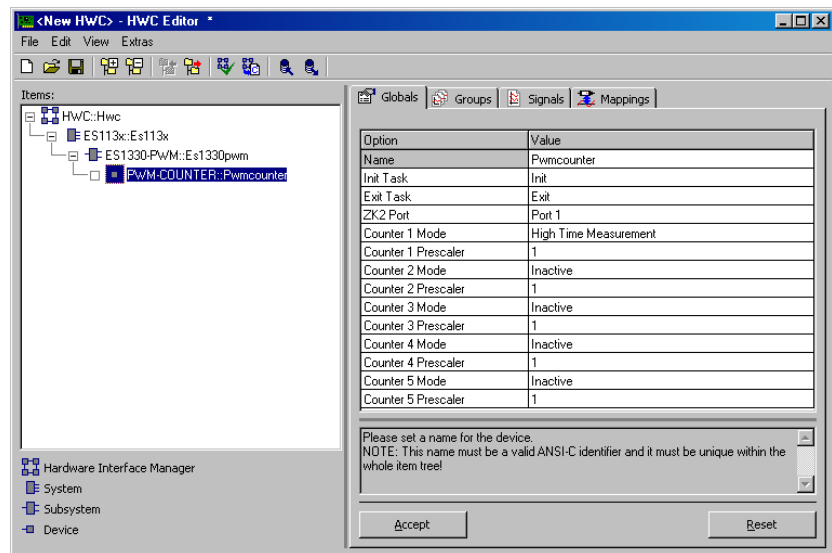 <New HWC> - HWC Editor *
File Edit View Extras
Items:
HWC::Hwc
ES113x::Es113x
ES1330-PWM::Es1330pwm
PWM-COUNTER::Pwmcounter
Hardware Interface Manager
System
Subsystem
Device
Globals Groups Signals Mappings
Option Value
Name Pwmcounter
Init Task Init
Exit Task Exit
ZK2 Port Port 1
Counter 1 Mode High Time Measurement
Counter 1 Prescaler 1
Counter 2 Mode Inactive
Counter 2 Prescaler 1
Counter 3 Mode Inactive
Counter 3 Prescaler 1
Counter 4 Mode Inactive
Counter 4 Prescaler 1
Counter 5 Mode Inactive
Counter 5 Prescaler 1
Please set a name for the device.
NOTE: This name must be a valid ANSI-C identifier and it must be unique within the
whole item tree!
Accept Reset